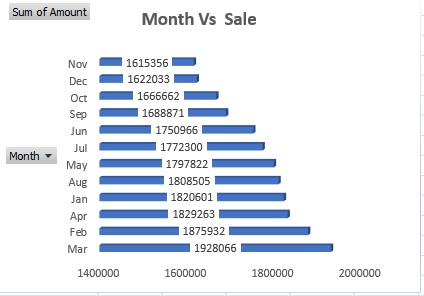 Sum of Amount
Month Vs Sale
Nov 1615356
Dec 1622033
Oct 1666662
Sep 1688871
Jun 1750966
Jul 1772300
Month
May 1797822
Aug 1808505
Jan 1820601
Apr 1829263
Feb 1875932
Mar 1928066
1400000 1600000 1800000 2000000